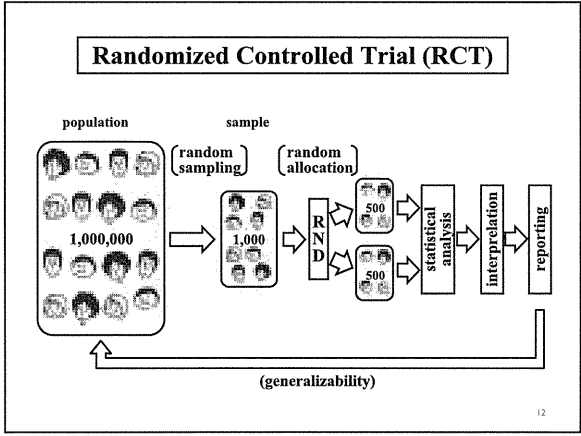 Randomized Controlled Trial (RCT)
population
sample
random
sampling
random
allocation
1,000,000
1,000
RND
500
500
statistical
analysis
interprelation
reporting
(generalizability)
12